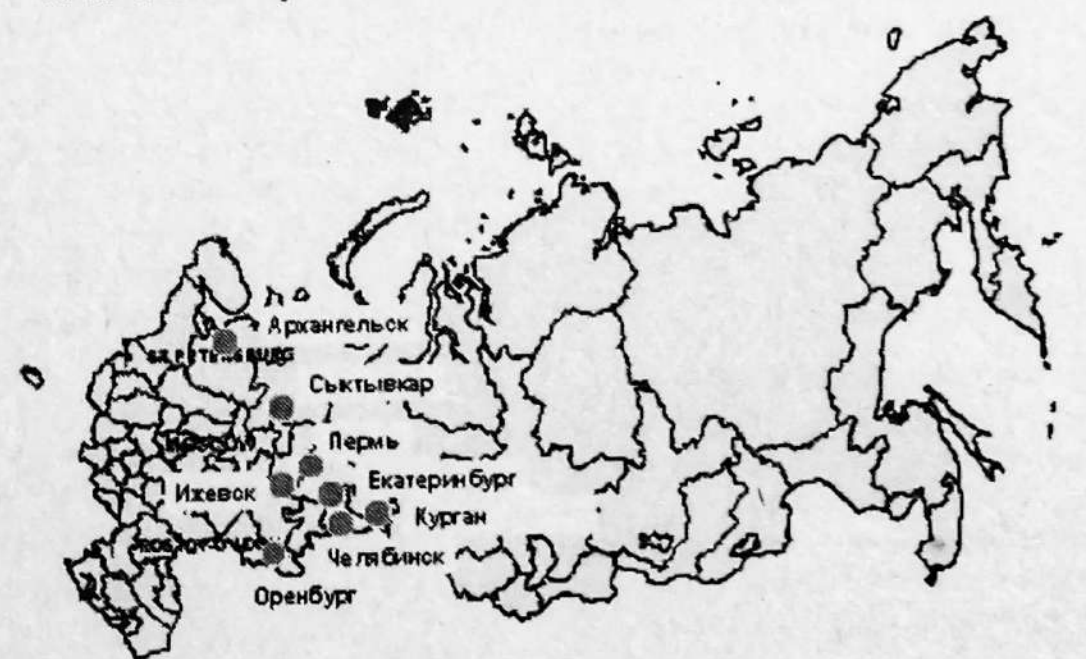 Архангельск
Сыктывкар
Пермь
Екатеринбург
Ижевск
Курган
Челябинск
Оренбург